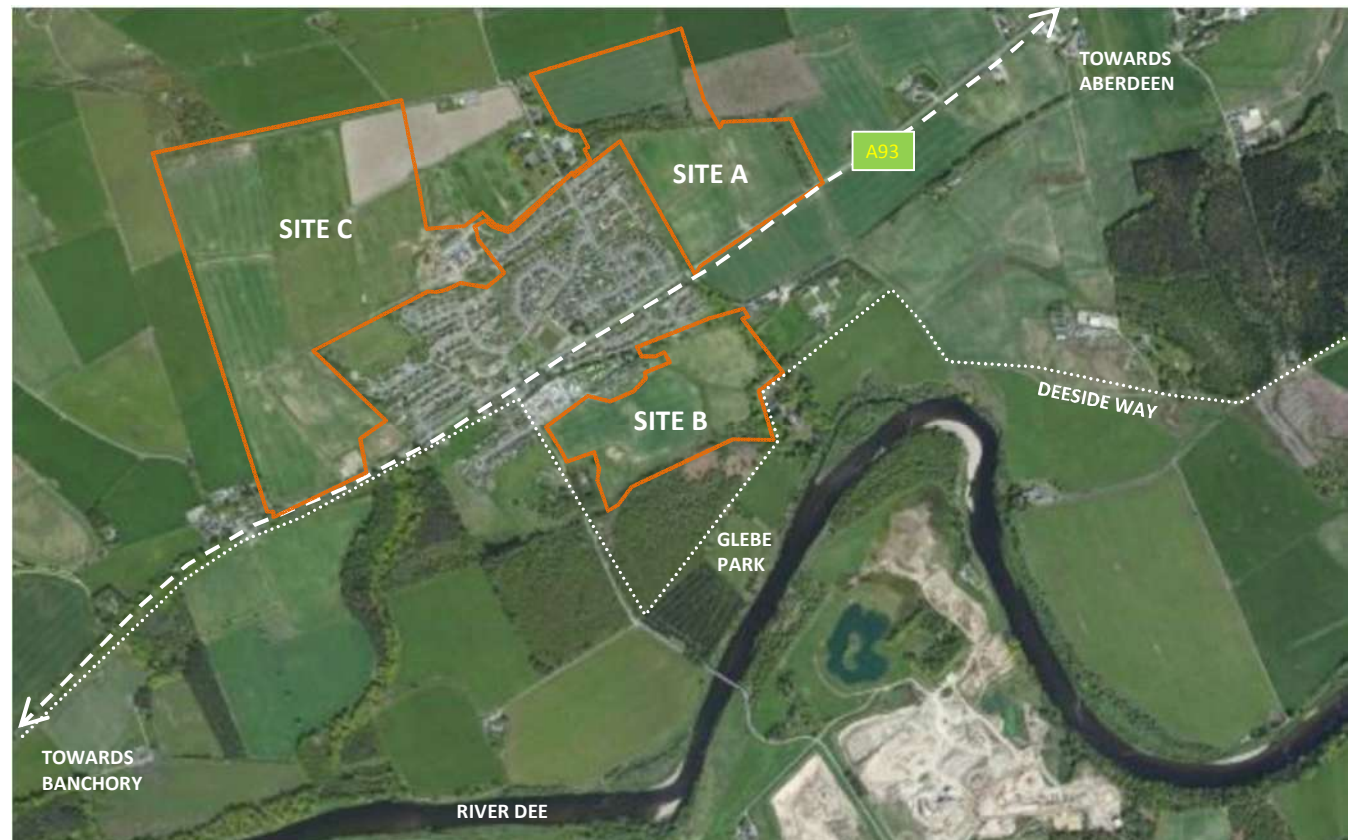 TOWARDS
ABERDEEN
A93
SITE A
SITE C
DEESIDE WAY
SITE B
GLEBE
PARK
TOWARDS
BANCHORY
RIVER DEE